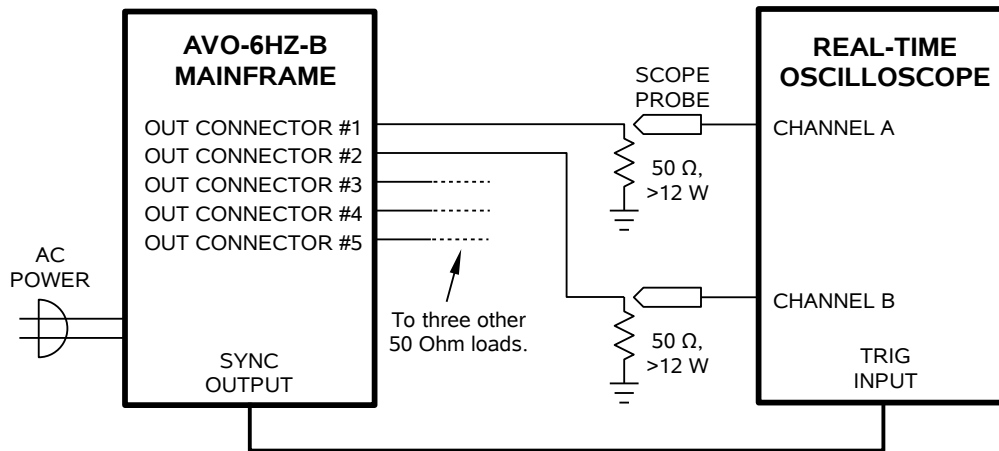 AVO-6HZ-B
MAINFRAME
OUT CONNECTOR #1
OUT CONNECTOR #2
OUT CONNECTOR #3
OUT CONNECTOR #4
OUT CONNECTOR #5
AC
POWER
SYNC
OUTPUT
To three other
50 Ohm loads.
SCOPE
PROBE
50 Ω,
>12 W
50 Ω,
>12 W
REAL-TIME
OSCILLOSCOPE
CHANNEL A
CHANNEL B
TRIG
INPUT